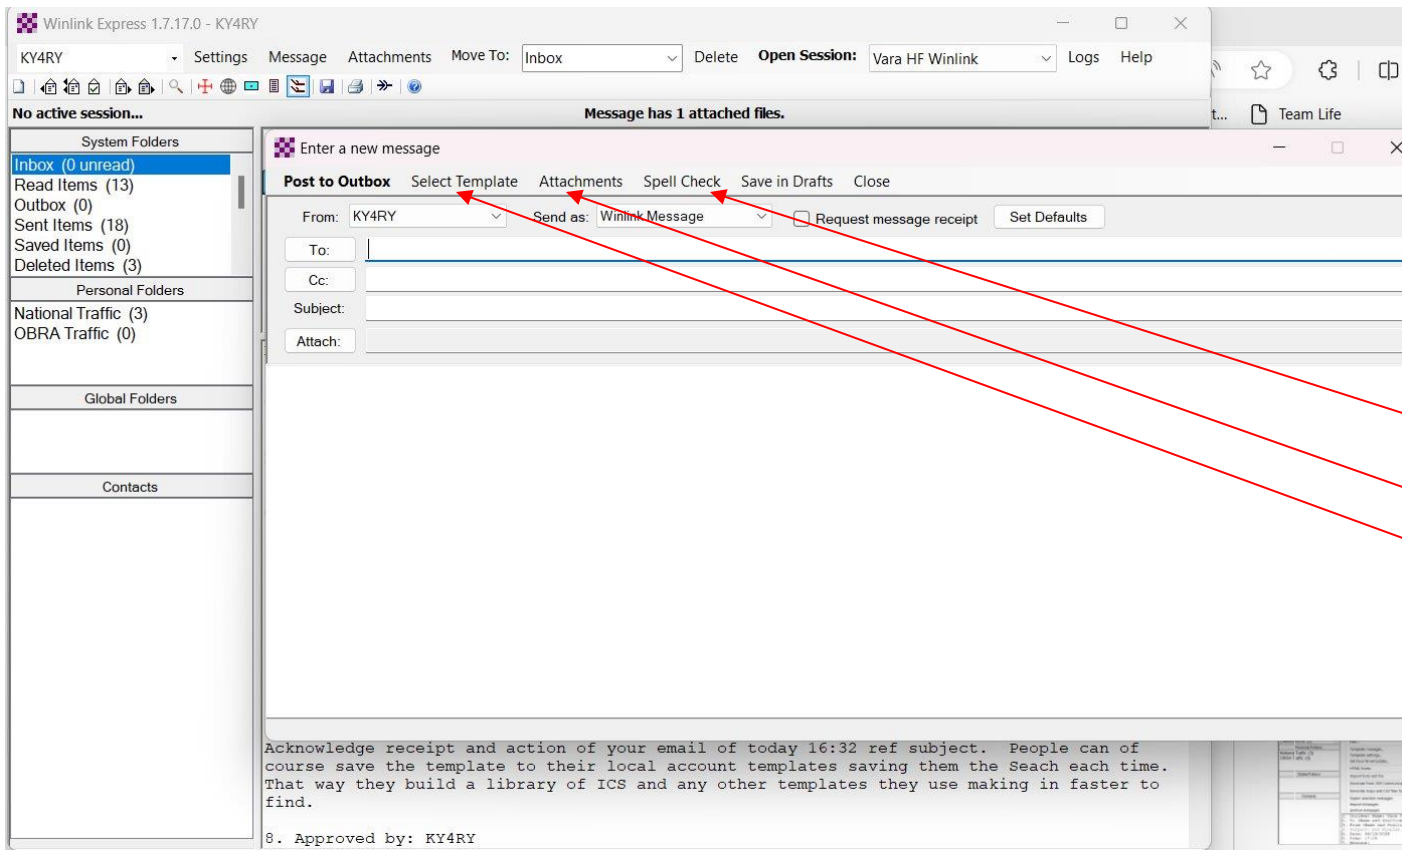 Winlink Express 1.7.17.0 - KY4RY
KY4RY Settings Message Attachments Move To: Inbox Delete Open Session: Vara HF Winlink Logs Help
No active session... Message has 1 attached files.
t... Team Life
System Folders
Inbox (0 unread)
Read Items (13)
Outbox (0)
Sent Items (18)
Saved Items (0)
Deleted Items (3)
Personal Folders
National Traffic (3)
OBRA Traffic (0)
Global Folders
Contacts
Enter a new message
Post to Outbox Select Template Attachments Spell Check Save in Drafts Close
From: KY4RY Send as: Winlink Message Request message receipt Set Defaults
To:
Cc:
Subject:
Attach:
Acknowledge receipt and action of your email of today 16:32 ref subject. People can of
course save the template to their local account templates saving them the Seach each time.
That way they build a library of ICS and any other templates they use making in faster to
find.
8. Approved by: KY4RY